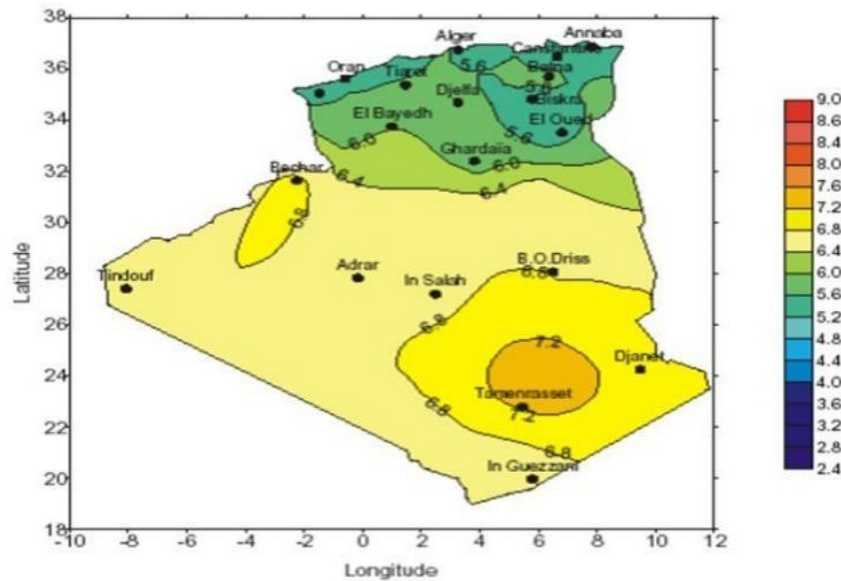 38
36
34
32
30
28
26
24
22
20
18
Latitude
-10 -8 -6 -4 -2 0 2 4 6 8 10 12
Longitude
Alger
Annaba
Oran
Tiaret
5.6
Batna
5.6
Djelfa
Biskra
El Bayedh
El Oued
5.6
6.0
Ghardaïa
6.0
Bechar
6.4
6.4
6.8
Tindouf
Adrar
In Salah
B.O.Driss
6.8
6.8
7.2
Djanet
Tamenrasset
6.8
7.2
6.8
In Guezzam
9.0
8.6
8.4
8.0
7.6
7.2
6.8
6.4
6.0
5.6
5.2
4.8
4.4
4.0
3.6
3.2
2.8
2.4